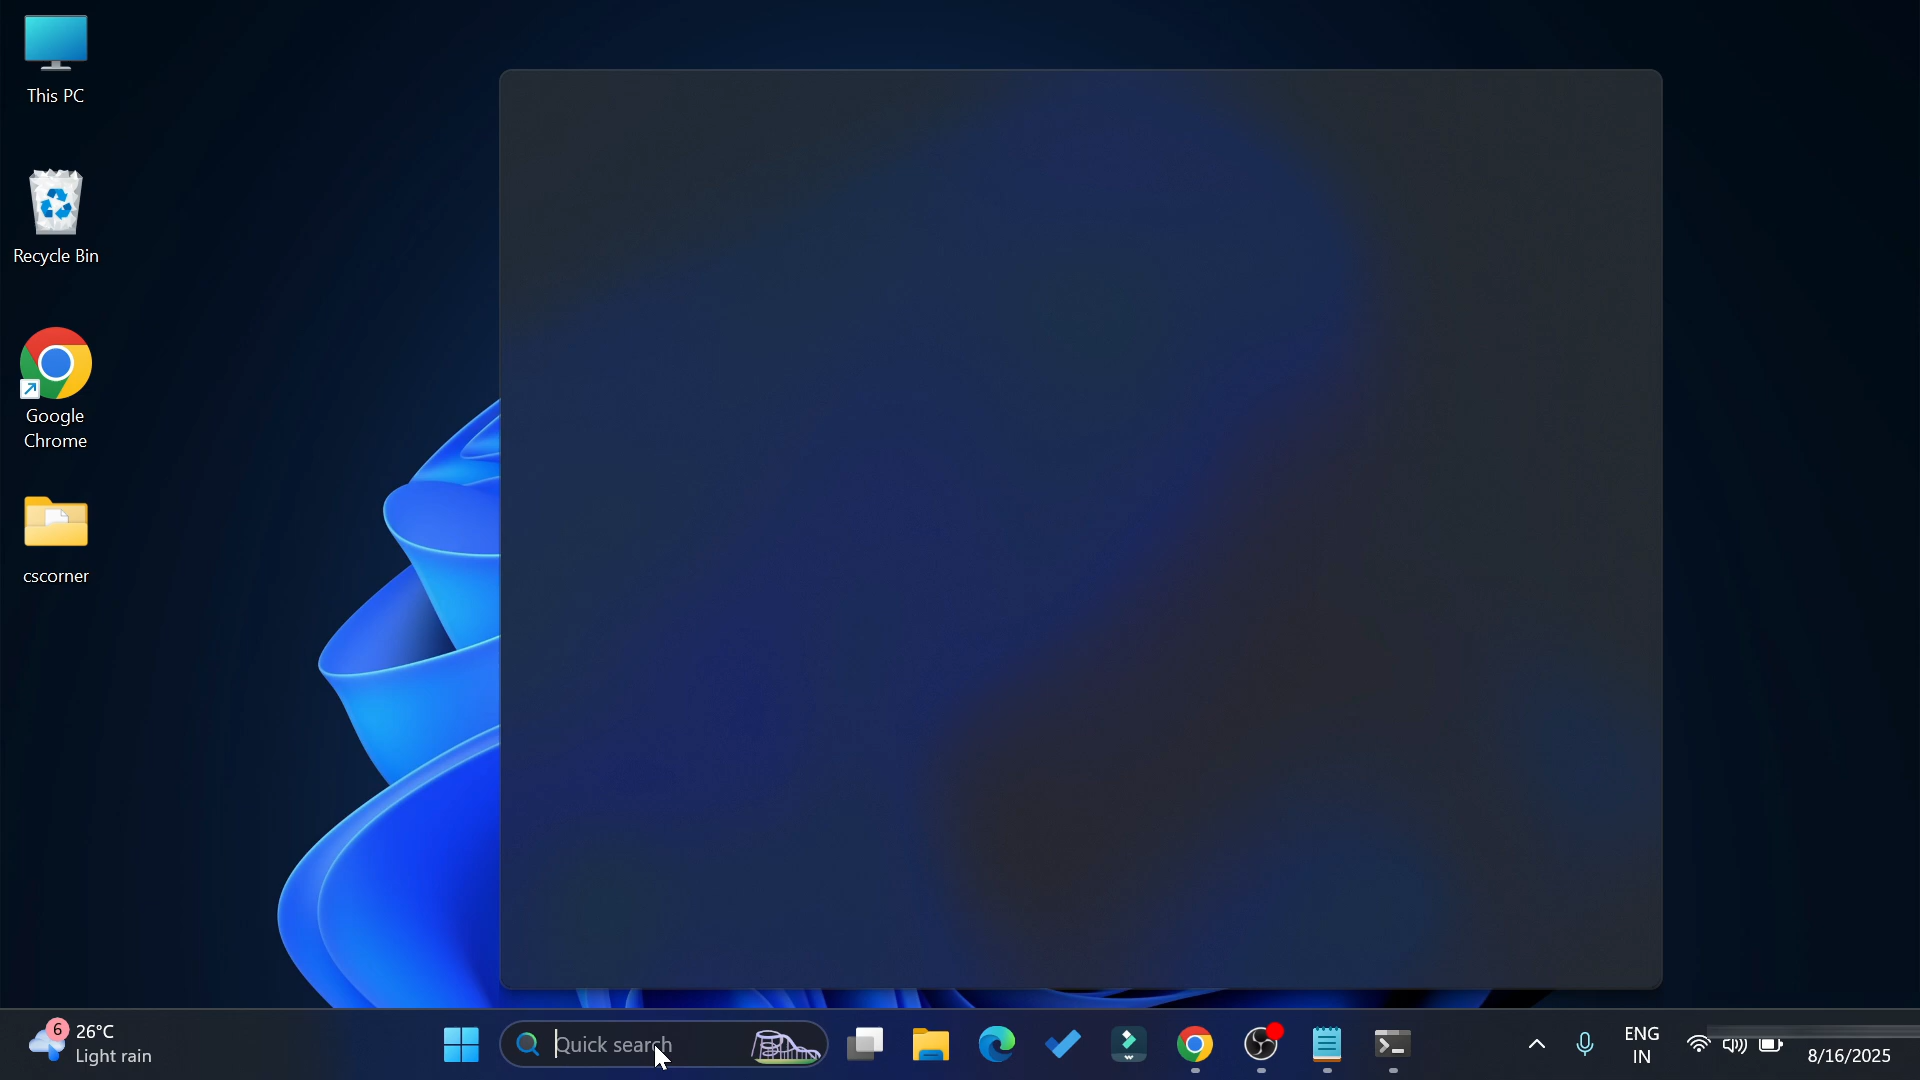 This PC
Recycle Bin
Google
Chrome
cscorner
6
26°C
Light rain
Quick search
ENG
IN
8/16/2025